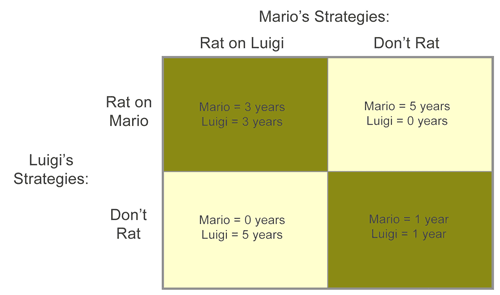 Mario’s Strategies:
Rat on Luigi
Don’t Rat
Luigi’s
Strategies:
Rat on
Mario
Mario = 3 years
Luigi = 3 years
Mario = 5 years
Luigi = 0 years
Don’t
Rat
Mario = 0 years
Luigi = 5 years
Mario = 1 year
Luigi = 1 year